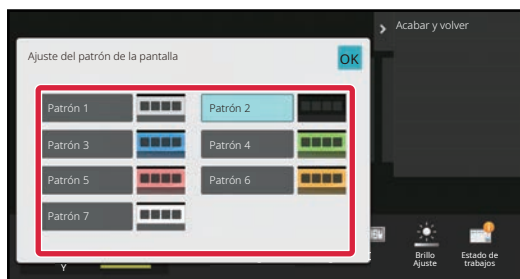 Acabar y volver
Ajuste del patrón de la pantalla
OK
Patrón 1
Patrón 2
Patrón 3
Patrón 4
Patrón 5
Patrón 6
Patrón 7
Y
Brillo
Ajuste
Estado de
trabajos